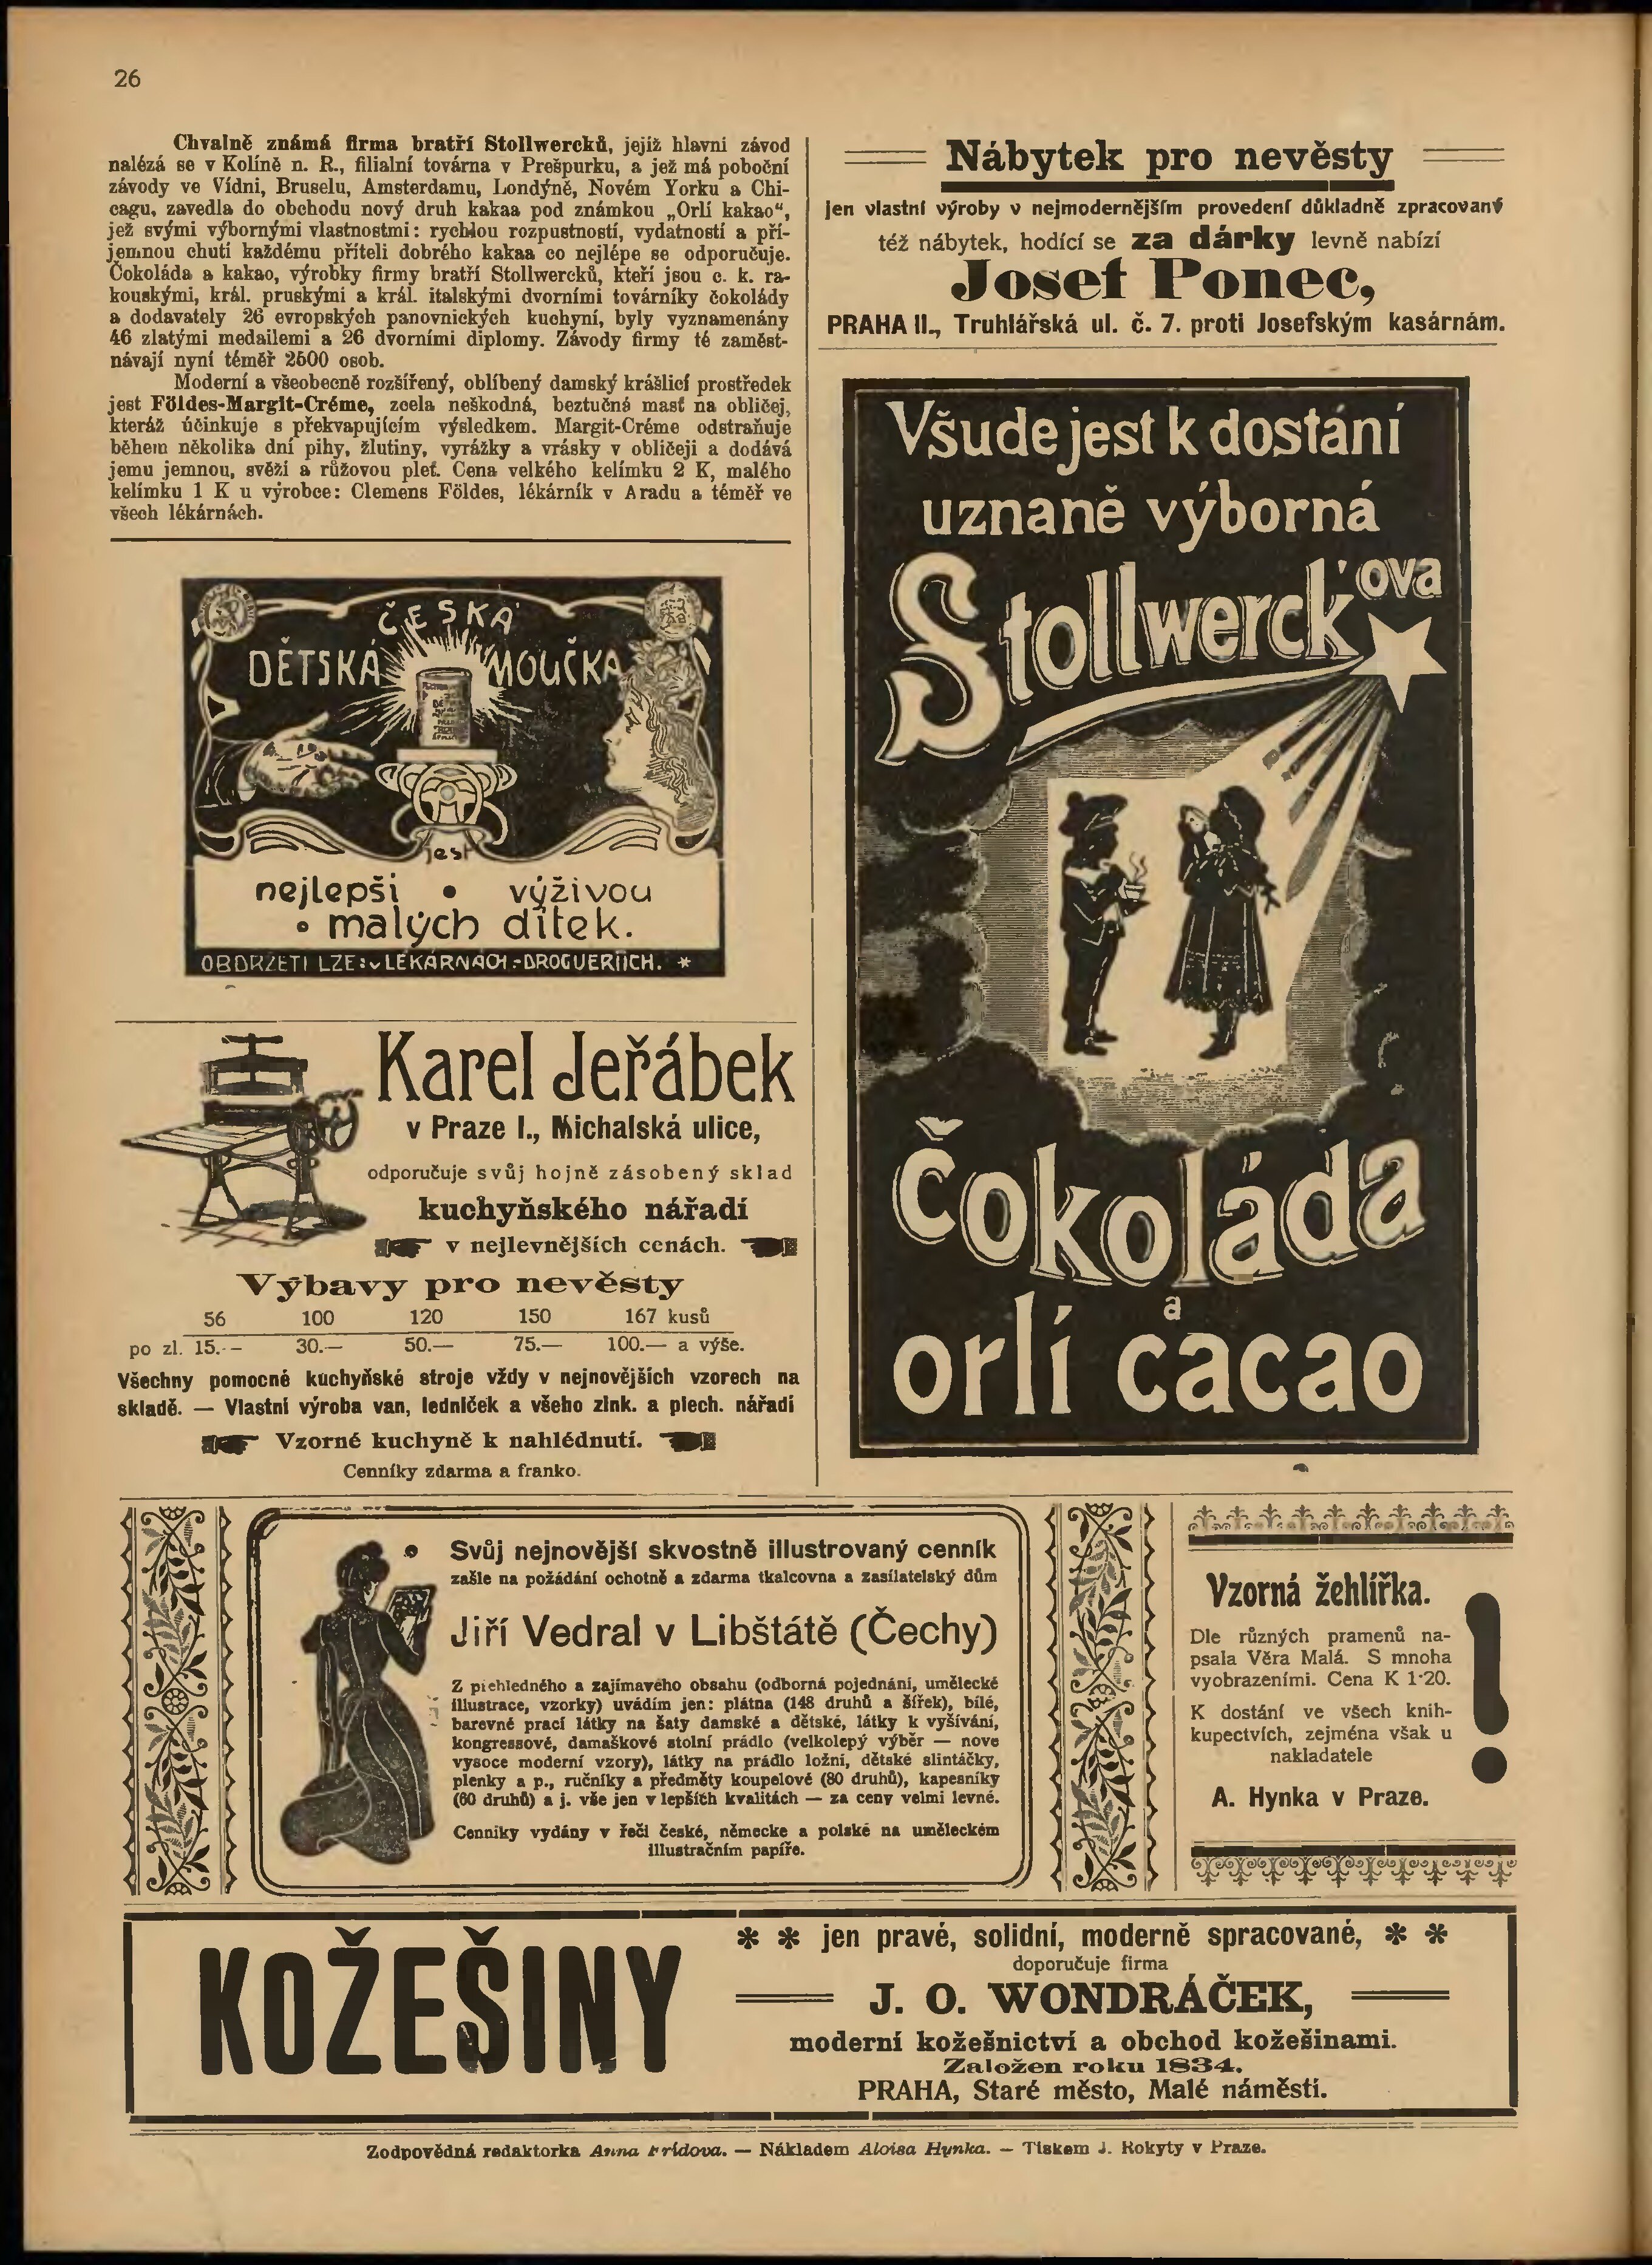 26
Chvalně známá firma bratří Stollwercků, jejíž hlavní závod
nalézá se v Kolíně n. R., filialní továrna v Prešpurku, a jež má poboční
závody ve Vídni, Bruselu, Amsterdamu, Londýně, Novém Yorku a Chi-
cagu, zavedla do obchodu nový druh kakaa pod známkou „Orlí kakao“,
jež svými výbornými vlastnostmi: rychlou rozpustností, vydatností a pří-
jemnou chutí každému příteli dobrého kakaa co nejlépe se odporučuje.
Čokoláda a kakao, výrobky firmy bratří Stollwercků, kteří jsou c. k. ra-
kouskými, král. pruskými a král. italskými dvorními továrníky čokolády
a dodavately 26 evropských panovnických kuchyní, byly vyznamenány
46 zlatými medailemi a 26 dvorními diplomy. Závody firmy té zaměst-
návají nyní téměř 2500 osob.
Moderní a všeobecně rozšířený, oblíbený damský krášlicí prostředek
jest Földes-Margit-Créme, zcela neškodná, beztučná masť na obličej,
kteráž účinkuje s překvapujícím výsledkem. Margit-Créme odstraňuje
během několika dní pihy, žlutiny, vyrážky a vrásky v obličeji a dodává
jemu jemnou, svěží a růžovou pleť. Cena velkého kelímku 2 K, malého
kelímku 1 K u výrobce: Clemens Földes, lékárník v Aradu a téměř ve
všech lékárnách.
ČESKÁ
DĚTSKÁ MOUČKA
jest
nejlepší • výživou
• malých dítek.
OBDRŽETI LZE: v LÉKÁRNÁCH - DROGUERIÍCH. *
Karel Jeřábek
v Praze I., Michalská ulice,
odporučuje svůj hojně zásobený sklad
kuchyňského nářadí
v nejlevnějších cenách.
Výbavy pro nevěsty
56 100 120 150 167 kusů
po zl. 15.-- 30.— 50.— 75.— 100.— a výše.
Všechny pomocné kuchyňské stroje vždy v nejnovějších vzorech na
skladě. — Vlastní výroba van, ledniček a všeho zink. a plech. nářadí
Vzorné kuchyně k nahlédnutí.
Cenníky zdarma a franko.
Nábytek pro nevěsty
jen vlastní výroby v nejmodernějším provedení důkladně zpracovaný
též nábytek, hodící se za dárky levně nabízí
Josef Ponec,
PRAHA II., Truhlářská ul. č. 7. proti Josefským kasárnám.
Všude jest k dostání
uznaně výborná
Stollwerck'ova
Čokoláda
a
orlí cacao
Svůj nejnovější skvostně illustrovaný cenník
zašle na požádání ochotně a zdarma tkalcovna a zasílatelský dům
Jiří Vedral v Libštátě (Čechy)
Z přehledného a zajímavého obsahu (odborná pojednání, umělecké
illustrace, vzorky) uvádím jen: plátna (148 druhů a šířek), bílé,
barevné prací látky na šaty damské a dětské, látky k vyšívání,
kongressové, damaškové stolní prádlo (velkolepý výběr — nove
vysoce moderní vzory), látky na prádlo ložní, dětské slintáčky,
plenky a p., ručníky a předměty koupelové (80 druhů), kapesníky
(60 druhů) a j. vše jen v lepších kvalitách — za ceny velmi levné.
Cenníky vydány v řeči české, německe a polské na uměleckém
illustračním papíře.
Vzorná žehlířka.
Dle různých pramenů na-
psala Věra Malá. S mnoha
vyobrazeními. Cena K 1·20.
K dostání ve všech knih-
kupectvích, zejména však u
nakladatele
A. Hynka v Praze.
!
KOŽEŠINY
* * jen pravé, solidní, moderně spracované, * *
doporučuje firma
J. O. WONDRÁČEK,
moderní kožešnictví a obchod kožešinami.
Založen roku 1834.
PRAHA, Staré město, Malé náměstí.
Zodpovědná redaktorka Anna Řrídova. — Nákladem Aloisa Hynka. — Tiskem J. Rokyty v Praze.